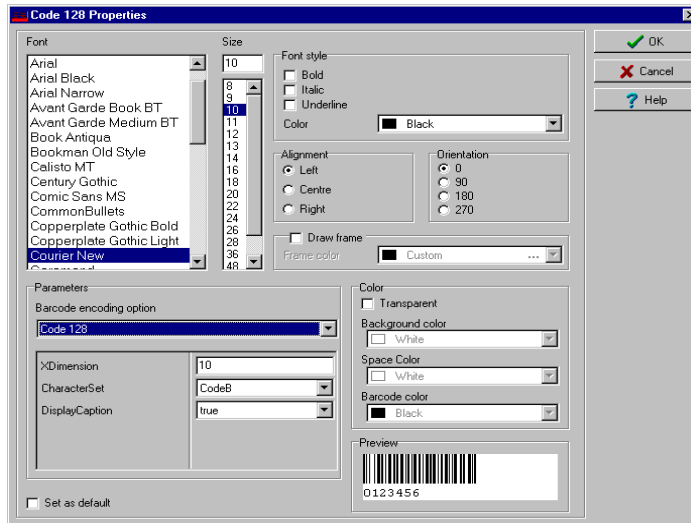 Code 128 Properties
Font
Arial
Arial Black
Arial Narrow
Avant Garde Book BT
Avant Garde Medium BT
Book Antiqua
Bookman Old Style
Calisto MT
Century Gothic
Comic Sans MS
CommonBullets
Copperplate Gothic Bold
Copperplate Gothic Light
Courier New
Size
10
8
9
10
11
12
13
14
16
18
20
22
24
26
28
36
48
Font style
Bold
Italic
Underline
Color Black
Alignment
Left
Centre
Right
Orientation
0
90
180
270
Draw frame
Frame color Custom ...
OK
Cancel
? Help
Parameters
Barcode encoding option
Code 128
XDimension 10
CharacterSet CodeB
DisplayCaption true
Color
Transparent
Background color
White
Space Color
White
Barcode color
Black
Preview
0123456
Set as default